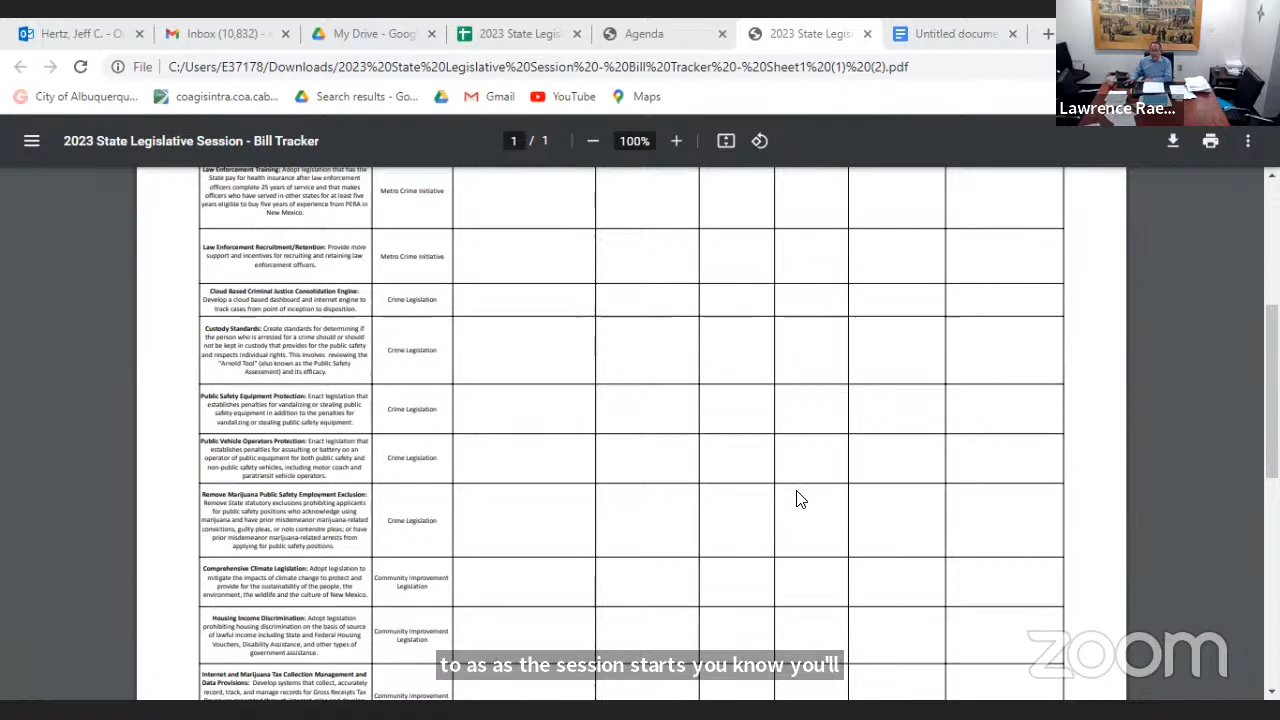 Hertz, Jeff C. - O
Inbox (10,832) -
My Drive - Goog
State Legis
Agenda
2023 State Legis
Untitled docume
File
C:/Users/E37178/Downloads/2023%20State%20Legislative%20Session%20-%20Bill%20Tracker%20-%20Sheet1%20(1)%20(2).pdf
City of Albuquerqu...
coagisintra.coa.cab...
Search results - Go...
Gmail
YouTube
Maps
Lawrence Rae...
2023 State Legislative Session - Bill Tracker
1 / 1
100%
Law Enforcement Training: Adopt legislation that has the
State pay for health insurance after law enforcement
officers complete 25 years of service and that makes
officers who have served in other states for at least five
years eligible to buy five years of experience from PERA in
New Mexico.
Metro Crime Initiative
Law Enforcement Recruitment/Retention: Provide more
support and incentives for recruiting and retaining law
enforcement officers.
Metro Crime Initiative
Cloud Based Criminal Justice Consolidation Engine:
Develop a cloud based dashboard and internet engine to
track cases from point of inception to disposition.
Crime Legislation
Custody Standards: Create standards for determining if
the person who is arrested for a crime should or should
not be kept in custody that provides for the public safety
and respects individual rights. This involves reviewing the
"Arnold Tool" (also known as the Public Safety
Assessment) and its efficacy.
Crime Legislation
Public Safety Equipment Protection: Enact legislation that
establishes penalties for vandalizing or stealing public
safety equipment in addition to the penalties for
vandalizing or stealing public safety equipment.
Crime Legislation
Public Vehicle Operators Protection: Enact legislation that
establishes penalties for assaulting or battery on an
operator of public equipment for both public safety and
non-public safety vehicles, including motor coach and
paratransit vehicle operators.
Crime Legislation
Remove Marijuana Public Safety Employment Exclusion:
Remove State statutory exclusions prohibiting applicants
for public safety positions who acknowledge using
marijuana and have prior misdemeanor marijuana-related
convictions, guilty pleas, or nolo contendre pleas; or have
prior misdemeanor marijuana-related arrests from
applying for public safety positions.
Crime Legislation
Comprehensive Climate Legislation: Adopt legislation to
mitigate the impacts of climate change to protect and
provide for the sustainability of the people, the
environment, the wildlife and the culture of New Mexico.
Community Improvement
Legislation
Housing Income Discrimination: Adopt legislation
prohibiting housing discrimination on the basis of source
of lawful income including State and Federal Housing
Vouchers, Disability Assistance, and other types of
government assistance.
Community Improvement
Legislation
Internet and Marijuana Tax Collection Management and
Data Provisions: Develop systems that collect, accurately
record, track, and manage records for Gross Receipts Tax
Community Improvement
to as as the session starts you know you'll
zoom